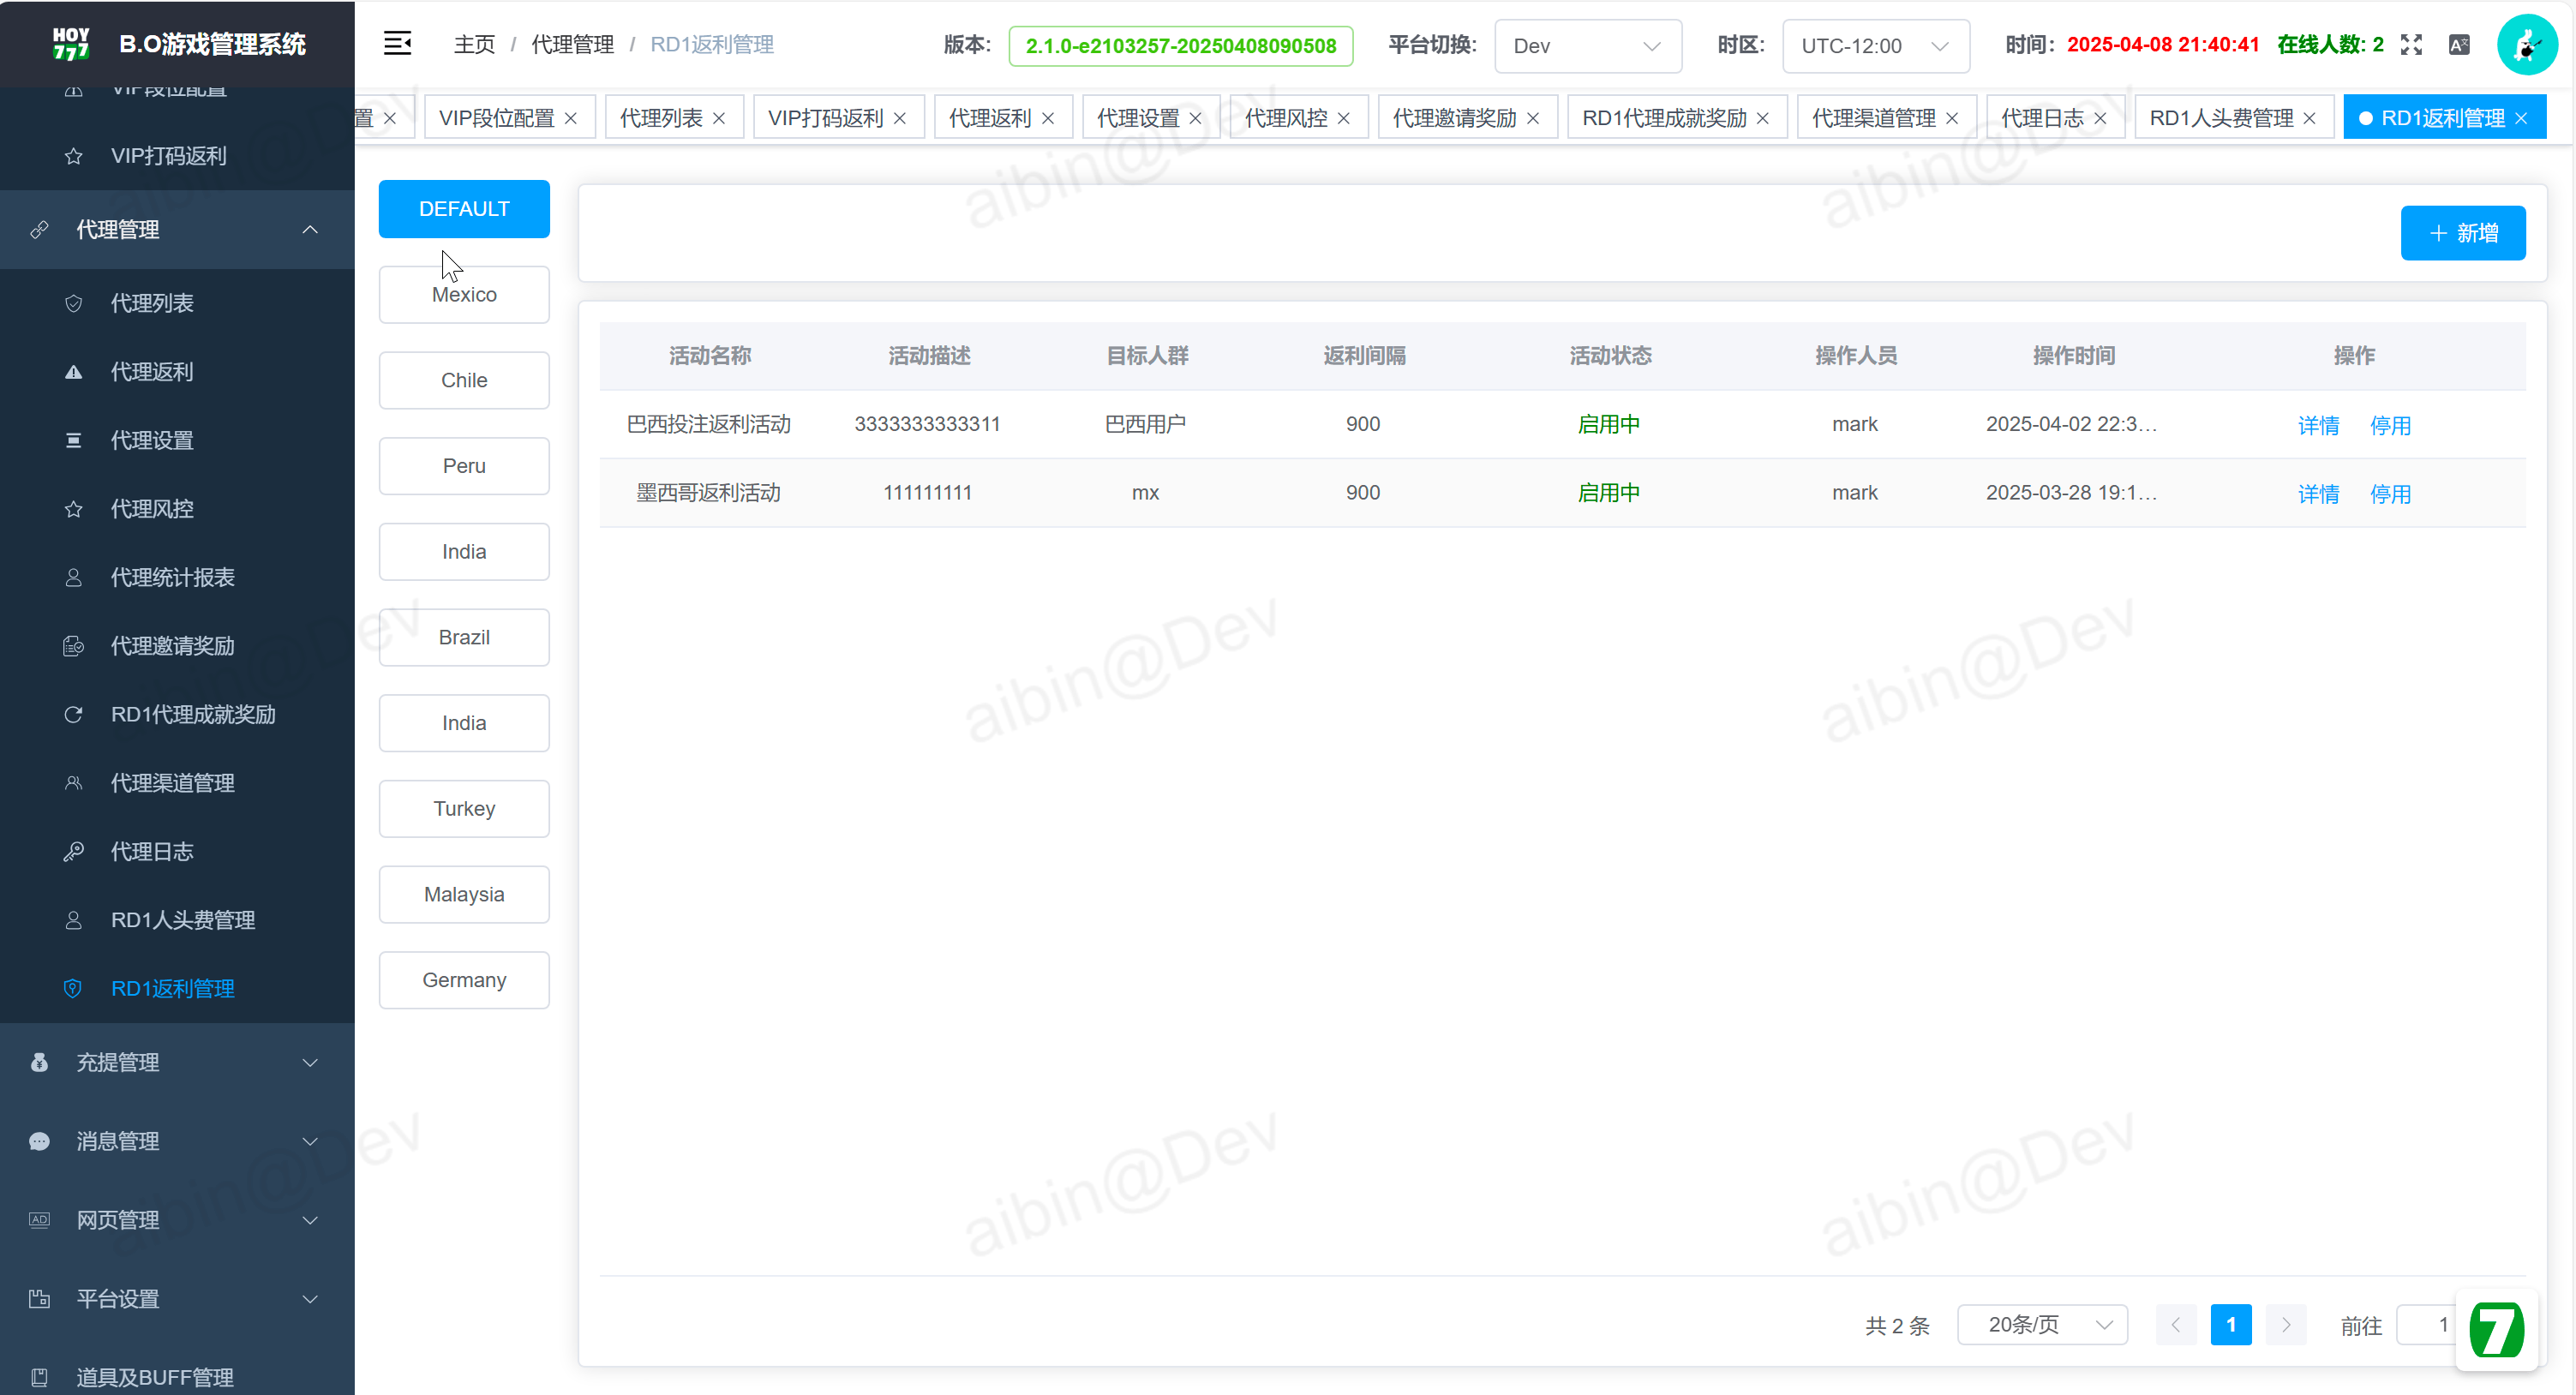 HOY
777
B.O游戏管理系统
主页 / 代理管理 / RD1返利管理
版本: 2.1.0-e2103257-20250408090508 平台切换: Dev 时区: UTC-12:00 时间: 2025-04-08 21:40:41 在线人数: 2
置 VIP段位配置 代理列表 VIP打码返利 代理返利 代理设置 代理风控 代理邀请奖励 RD1代理成就奖励 代理渠道管理 代理日志 RD1人头费管理 RD1返利管理
VIP段位配置
VIP打码返利
代理管理
代理列表
代理返利
代理设置
代理风控
代理统计报表
代理邀请奖励
RD1代理成就奖励
代理渠道管理
代理日志
RD1人头费管理
RD1返利管理
充提管理
消息管理
网页管理
平台设置
道具及BUFF管理
DEFAULT
Mexico
Chile
Peru
India
Brazil
India
Turkey
Malaysia
Germany
新增
活动名称 活动描述 目标人群 返利间隔 活动状态 操作人员 操作时间 操作
巴西投注返利活动 3333333333311 巴西用户 900 启用中 mark 2025-04-02 22:3... 详情 停用
墨西哥返利活动 111111111 mx 900 启用中 mark 2025-03-28 19:1... 详情 停用
共 2 条 20条/页 1 前往 1
7
aibin@Dev
aibin@Dev
aibin@Dev
aibin@Dev
aibin@Dev
aibin@Dev
aibin@Dev
aibin@Dev
aibin@Dev